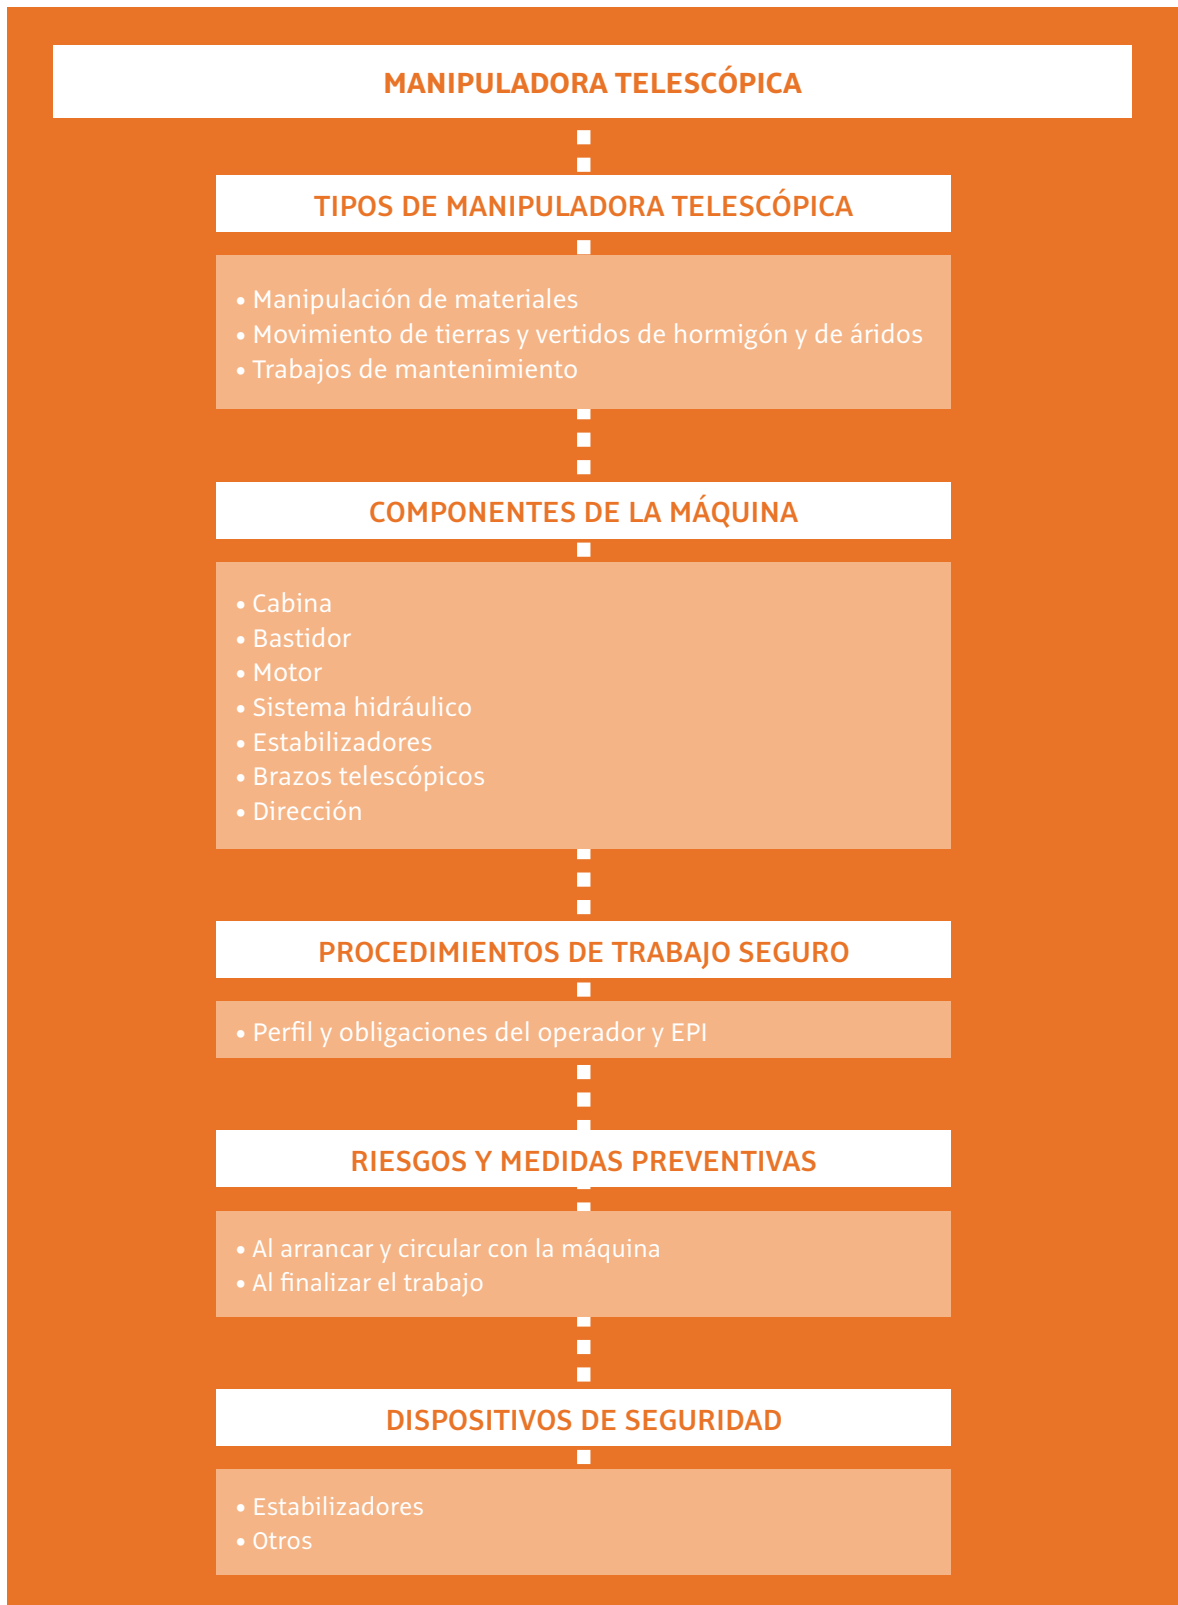 MANIPULADORA TELESCÓPICA
TIPOS DE MANIPULADORA TELESCÓPICA
• Manipulación de materiales
• Movimiento de tierras y vertidos de hormigón y de áridos
• Trabajos de mantenimiento
COMPONENTES DE LA MÁQUINA
• Cabina
• Bastidor
• Motor
• Sistema hidráulico
• Estabilizadores
• Brazos telescópicos
• Dirección
PROCEDIMIENTOS DE TRABAJO SEGURO
• Perfil y obligaciones del operador y EPI
RIESGOS Y MEDIDAS PREVENTIVAS
• Al arrancar y circular con la máquina
• Al finalizar el trabajo
DISPOSITIVOS DE SEGURIDAD
• Estabilizadores
• Otros